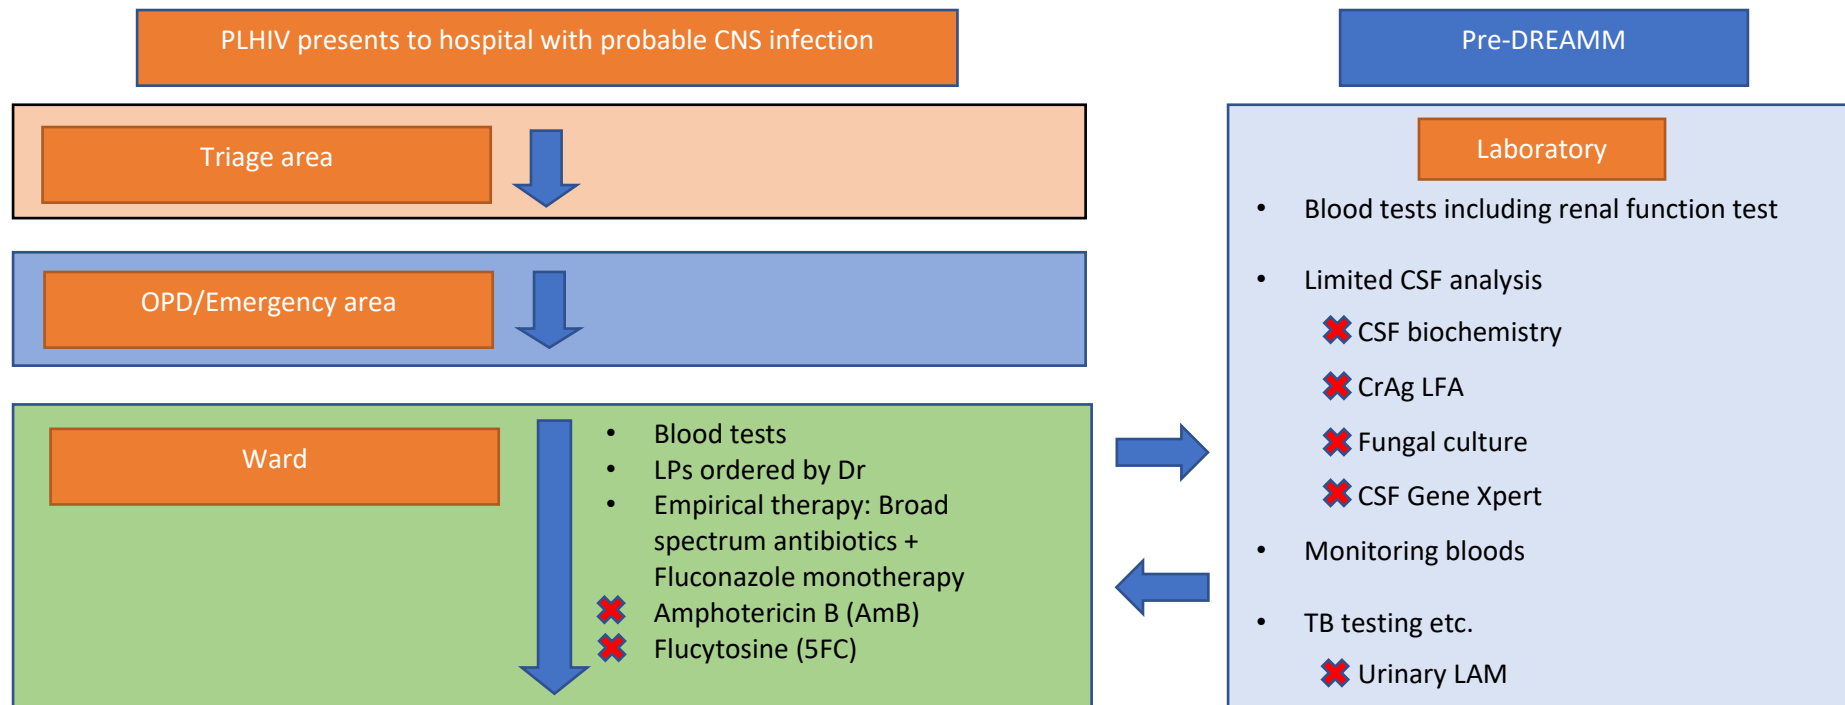 PLHIV presents to hospital with probable CNS infection
Pre-DREAMM
Triage area
OPD/Emergency area
Ward
• Blood tests
• LPs ordered by Dr
• Empirical therapy: Broad
spectrum antibiotics +
Fluconazole monotherapy
Amphotericin B (AmB)
Flucytosine (5FC)
Laboratory
• Blood tests including renal function test
• Limited CSF analysis
CSF biochemistry
CrAg LFA
Fungal culture
CSF Gene Xpert
• Monitoring bloods
• TB testing etc.
Urinary LAM